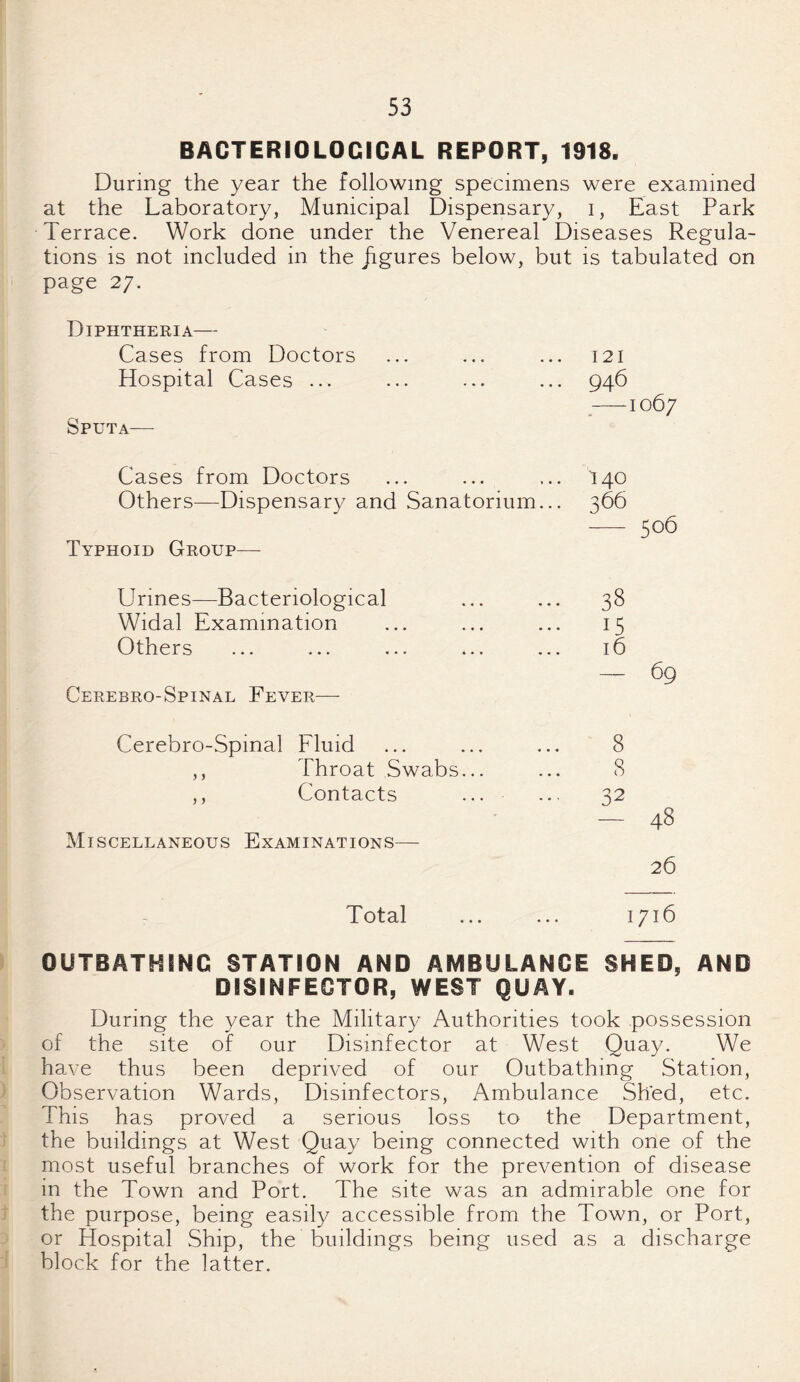 53
BACTERIOLOGICAL REPORT, 1918.
During the year the following specimens were examined
at the Laboratory, Municipal Dispensary, 1, East Park
Terrace. Work done under the Venereal Diseases Regula-
tions is not included in the figures below, but is tabulated on
page 27.
DIPHTHERIA—
Cases from Doctors ... ... ... 121
Hospital Cases ... ... ... ... 946
——1067
SPUTA—
Cases from Doctors ... ... ... 140
Others—Dispensary and Sanatorium... 366
—— 506
TYPHOID GROUP—
Urines—Bacteriological ... ... 38
Widal Examination ... ... ... 15
Others ... ... ... ... ... 16
— 69
CEREBRO-SPINAL FEVER—
Cerebro-Spinal Fluid ... ... ... 8
,, Throat Swabs... ... 8
,, Contacts ... ... 32
— 48
MISCELLANEOUS EXAMINATIONS—
26
Total ... ... 1716
OUTBATHING STATION AND AMBULANCE SHED, AND
DISINFECTOR, WEST QUAY.
During the year the Military Authorities took possession
of the site of our Disinfector at West Quay. We
have thus been deprived of our Outbathing Station,
Observation Wards, Disinfectors, Ambulance Shed, etc.
This has proved a serious loss to the Department,
the buildings at West Quay being connected with one of the
most useful branches of work for the prevention of disease
in the Town and Port. The site was an admirable one for
the purpose, being easily accessible from the Town, or Port,
or Hospital Ship, the buildings being used as a discharge
block for the latter.